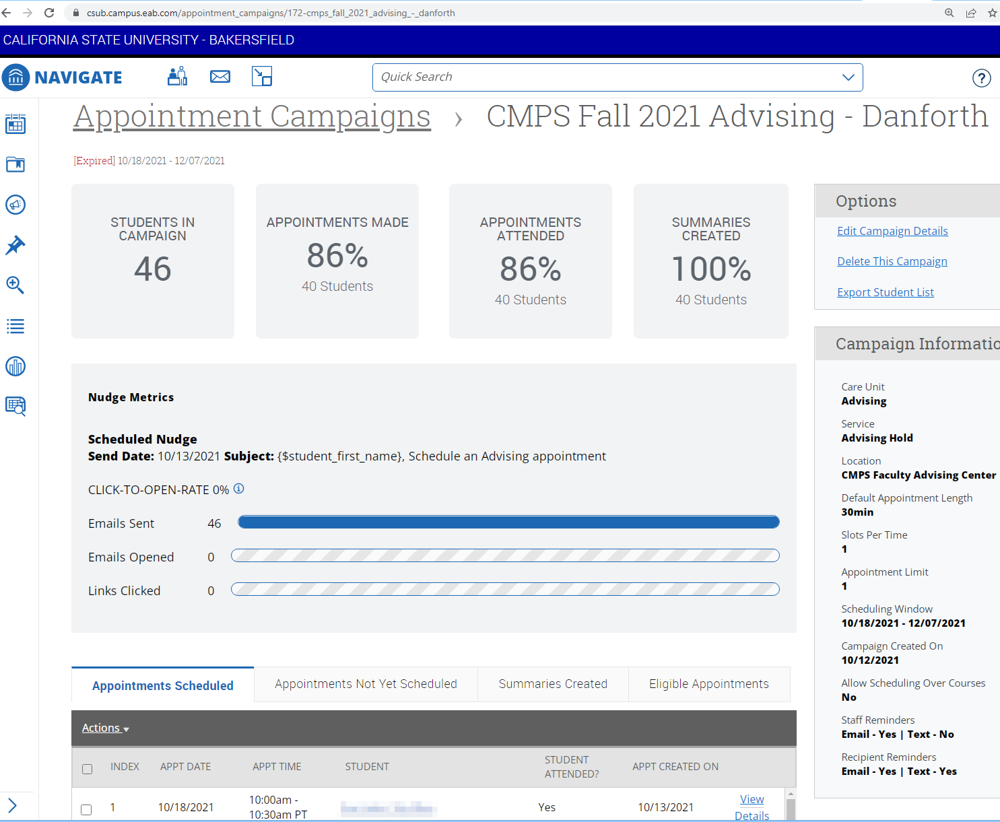 csub.campus.eab.com/appointment_campaigns/172-cmps_fall_2021_advising_-_danforth
CALIFORNIA STATE UNIVERSITY - BAKERSFIELD
NAVIGATE
Quick Search
?
Appointment Campaigns › CMPS Fall 2021 Advising - Danforth
[Expired] 10/18/2021 - 12/07/2021
STUDENTS IN
CAMPAIGN
46
APPOINTMENTS MADE
86%
40 Students
APPOINTMENTS
ATTENDED
86%
40 Students
SUMMARIES
CREATED
100%
40 Students
Options
Edit Campaign Details
Delete This Campaign
Export Student List
Nudge Metrics
Scheduled Nudge
Send Date: 10/13/2021 Subject: {$student_first_name}, Schedule an Advising appointment
CLICK-TO-OPEN-RATE 0%
Emails Sent 46
Emails Opened 0
Links Clicked 0
Campaign Informatio
Care Unit
Advising
Service
Advising Hold
Location
CMPS Faculty Advising Center
Default Appointment Length
30min
Slots Per Time
1
Appointment Limit
1
Scheduling Window
10/18/2021 - 12/07/2021
Campaign Created On
10/12/2021
Allow Scheduling Over Courses
No
Staff Reminders
Email - Yes | Text - No
Recipient Reminders
Email - Yes | Text - Yes
Appointments Scheduled Appointments Not Yet Scheduled Summaries Created Eligible Appointments
Actions
INDEX APPT DATE APPT TIME STUDENT STUDENT ATTENDED? APPT CREATED ON
1 10/18/2021 10:00am - 10:30am PT Yes 10/13/2021 View Details